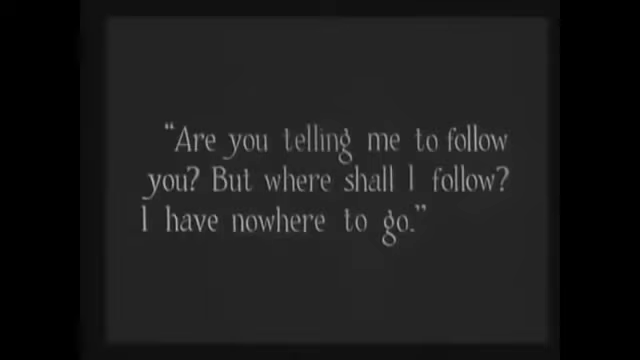 “Are you telling me to follow
you? But where shall I follow?
I have nowhere to go.”